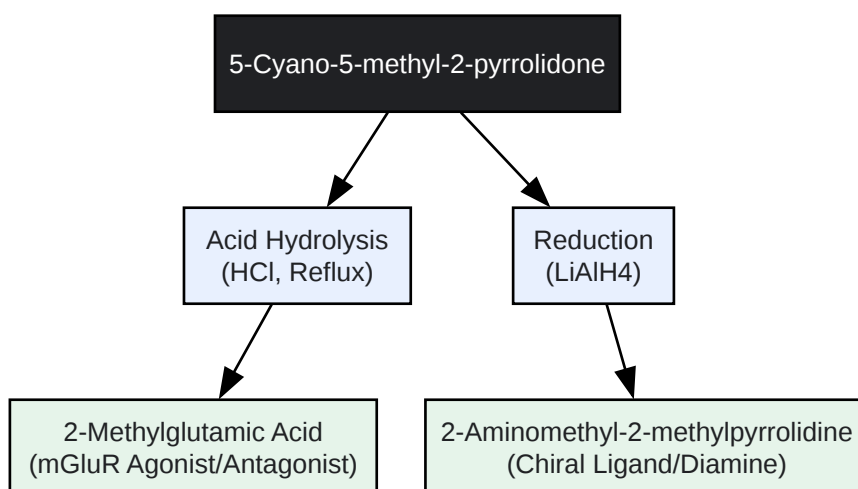 5-Cyano-5-methyl-2-pyrrolidone
Acid Hydrolysis
(HCl, Reflux)
Reduction
(LiAlH4)
2-Methylglutamic Acid
(mGluR Agonist/Antagonist)
2-Aminomethyl-2-methylpyrrolidine
(Chiral Ligand/Diamine)